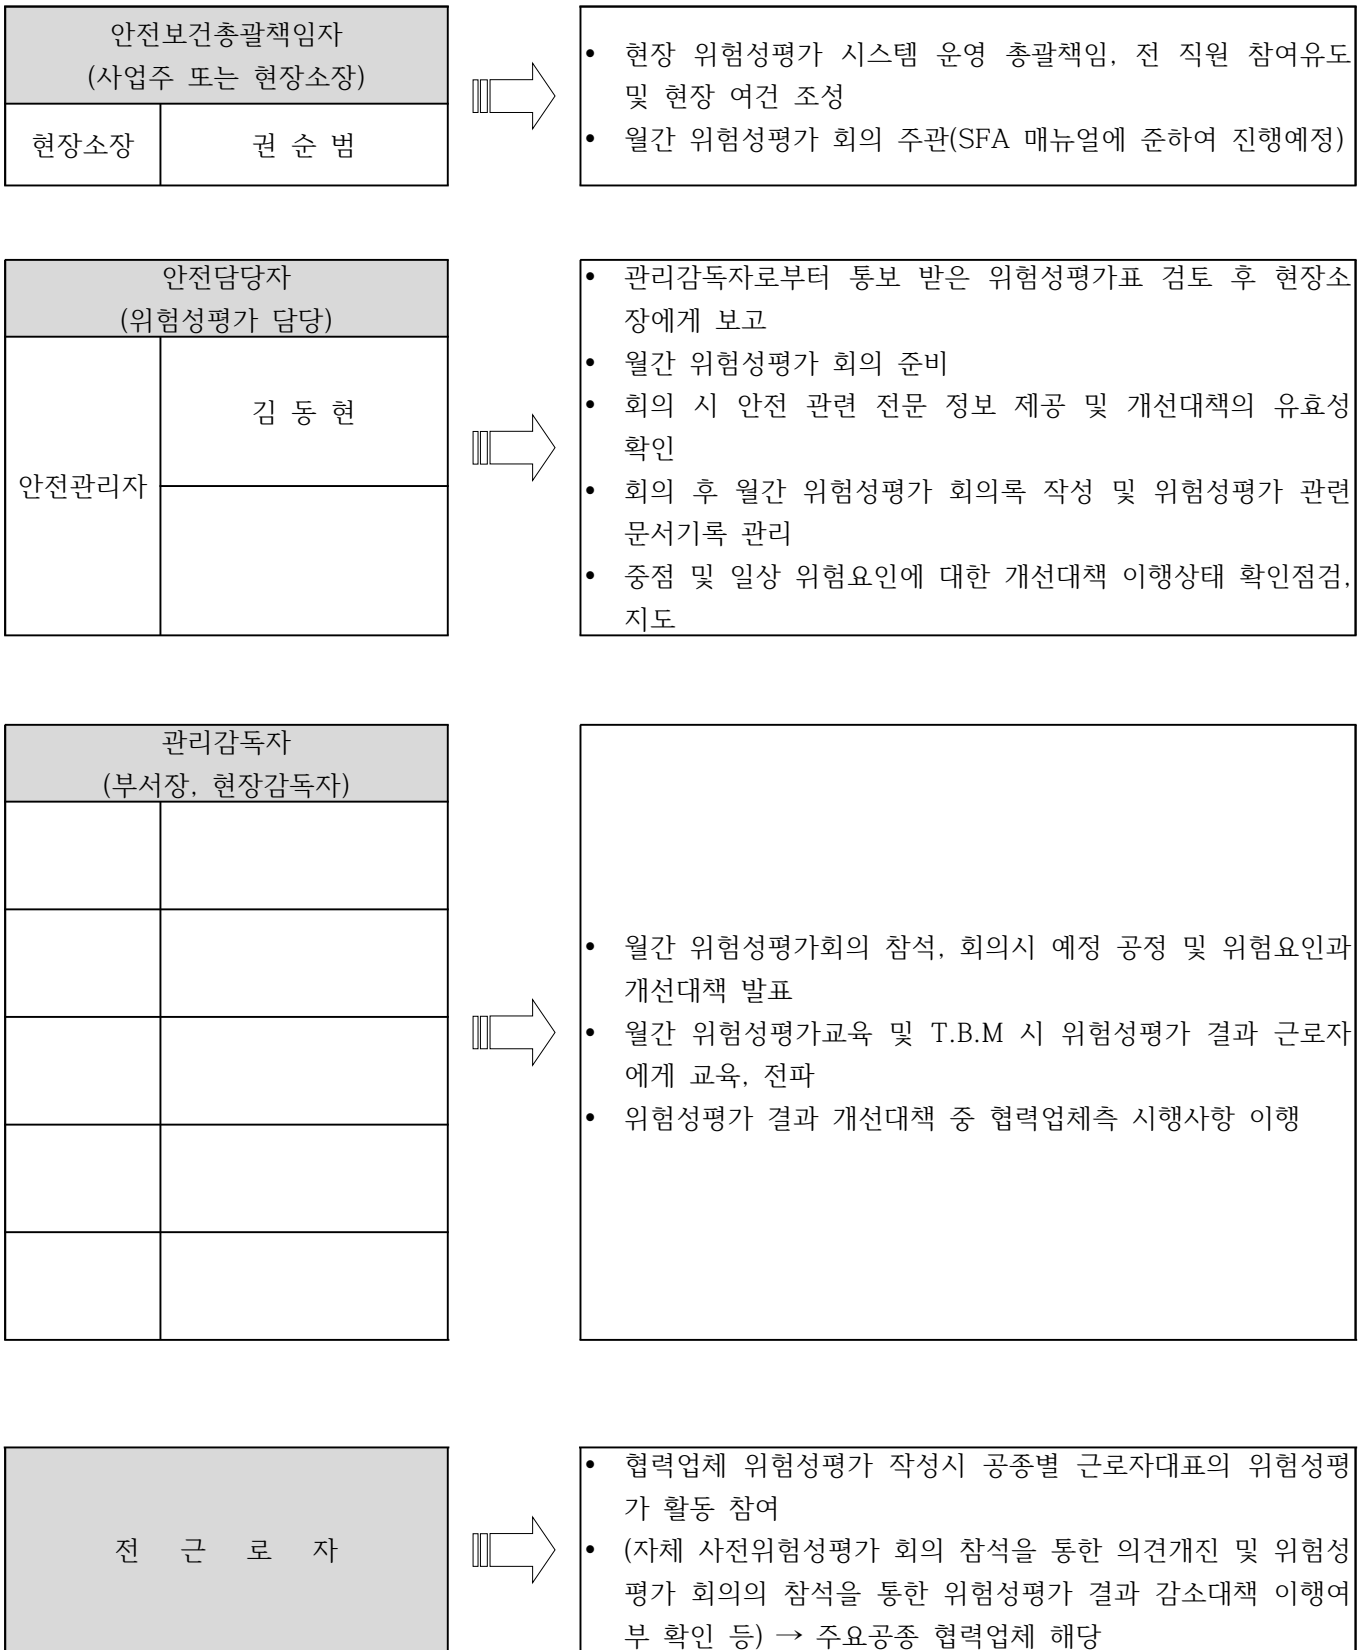 안전보건총괄책임자
(사업주 또는 현장소장)
현장소장
권 순 범
• 현장 위험성평가 시스템 운영 총괄책임, 전 직원 참여유도
및 현장 여건 조성
• 월간 위험성평가 회의 주관(SFA 매뉴얼에 준하여 진행예정)
안전담당자
(위험성평가 담당)
안전관리자
김 동 현
• 관리감독자로부터 통보 받은 위험성평가표 검토 후 현장소
장에게 보고
• 월간 위험성평가 회의 준비
• 회의 시 안전 관련 전문 정보 제공 및 개선대책의 유효성
확인
• 회의 후 월간 위험성평가 회의록 작성 및 위험성평가 관련
문서기록 관리
• 중점 및 일상 위험요인에 대한 개선대책 이행상태 확인점검,
지도
관리감독자
(부서장, 현장감독자)
• 월간 위험성평가회의 참석, 회의시 예정 공정 및 위험요인과
개선대책 발표
• 월간 위험성평가교육 및 T.B.M 시 위험성평가 결과 근로자
에게 교육, 전파
• 위험성평가 결과 개선대책 중 협력업체측 시행사항 이행
전 근 로 자
• 협력업체 위험성평가 작성시 공종별 근로자대표의 위험성평
가 활동 참여
• (자체 사전위험성평가 회의 참석을 통한 의견개진 및 위험성
평가 회의의 참석을 통한 위험성평가 결과 감소대책 이행여
부 확인 등) → 주요공종 협력업체 해당